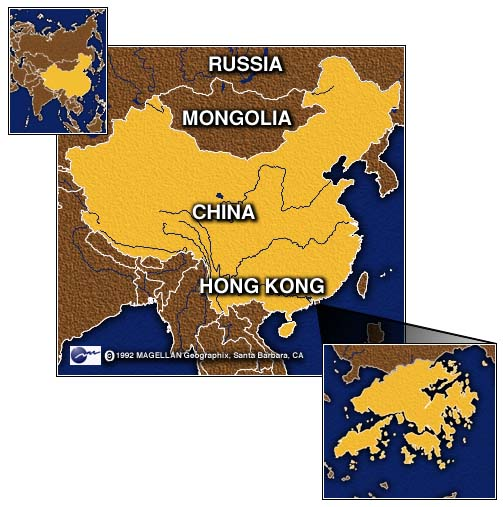 RUSSIA
MONGOLIA
CHINA
HONG KONG
© 1992 MAGELLAN Geographix, Santa Barbara, CA